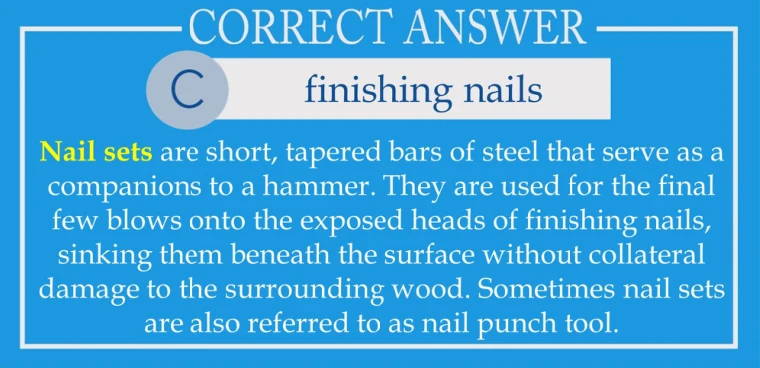 CORRECT ANSWER
C finishing nails
Nail sets are short, tapered bars of steel that serve as a
companions to a hammer. They are used for the final
few blows onto the exposed heads of finishing nails,
sinking them beneath the surface without collateral
damage to the surrounding wood. Sometimes nail sets
are also referred to as nail punch tool.